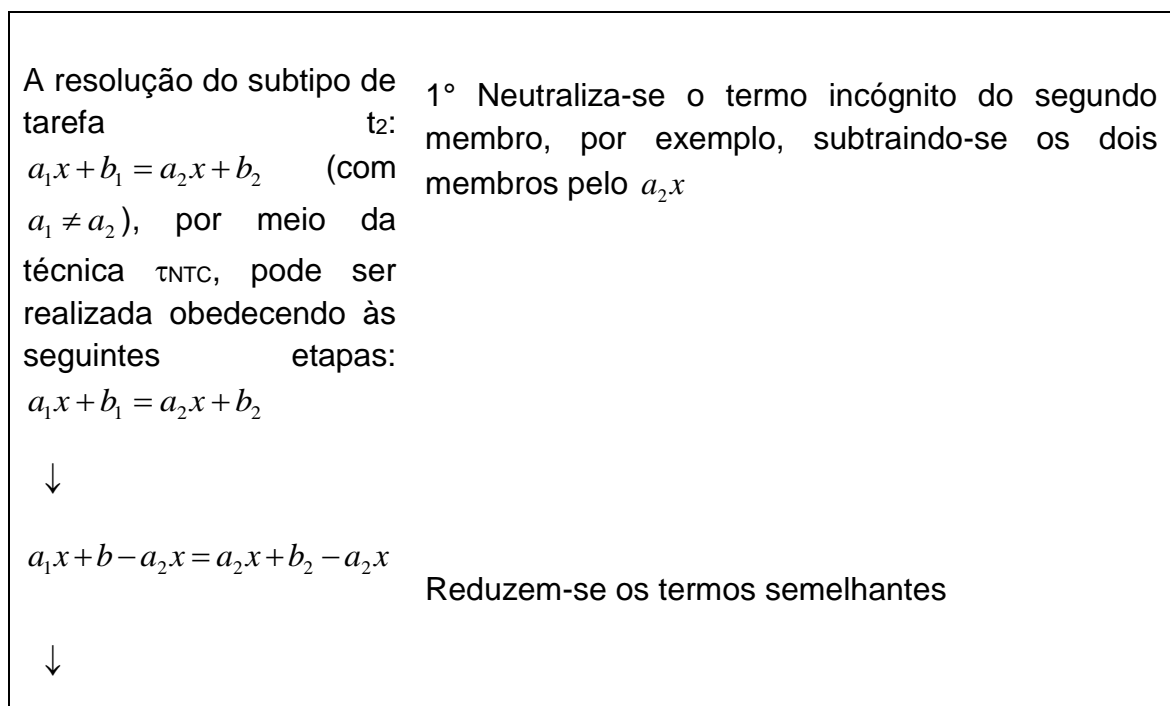 A resolução do subtipo de
tarefa t₂:
a₁x + b₁ = a₂x + b₂ (com
a₁ ≠ a₂), por meio da
técnica τNTC, pode ser
realizada obedecendo às
seguintes etapas:
a₁x + b₁ = a₂x + b₂
↓
a₁x + b − a₂x = a₂x + b₂ − a₂x
↓
1° Neutraliza-se o termo incógnito do segundo
membro, por exemplo, subtraindo-se os dois
membros pelo a₂x
Reduzem-se os termos semelhantes